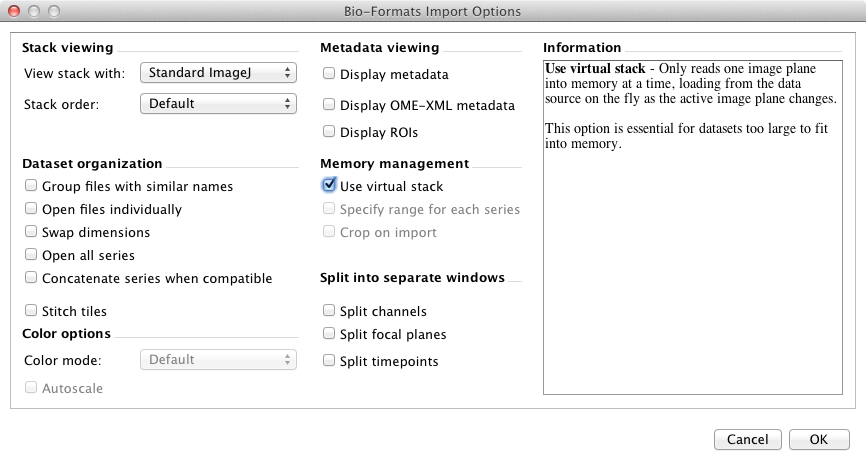 Bio-Formats Import Options
Stack viewing
View stack with: Standard ImageJ
Stack order: Default
Metadata viewing
Display metadata
Display OME-XML metadata
Display ROIs
Information
Use virtual stack - Only reads one image plane
into memory at a time, loading from the data
source on the fly as the active image plane changes.
This option is essential for datasets too large to fit
into memory.
Dataset organization
Group files with similar names
Open files individually
Swap dimensions
Open all series
Concatenate series when compatible
Stitch tiles
Memory management
Use virtual stack
Specify range for each series
Crop on import
Split into separate windows
Split channels
Split focal planes
Split timepoints
Color options
Color mode: Default
Autoscale
Cancel
OK